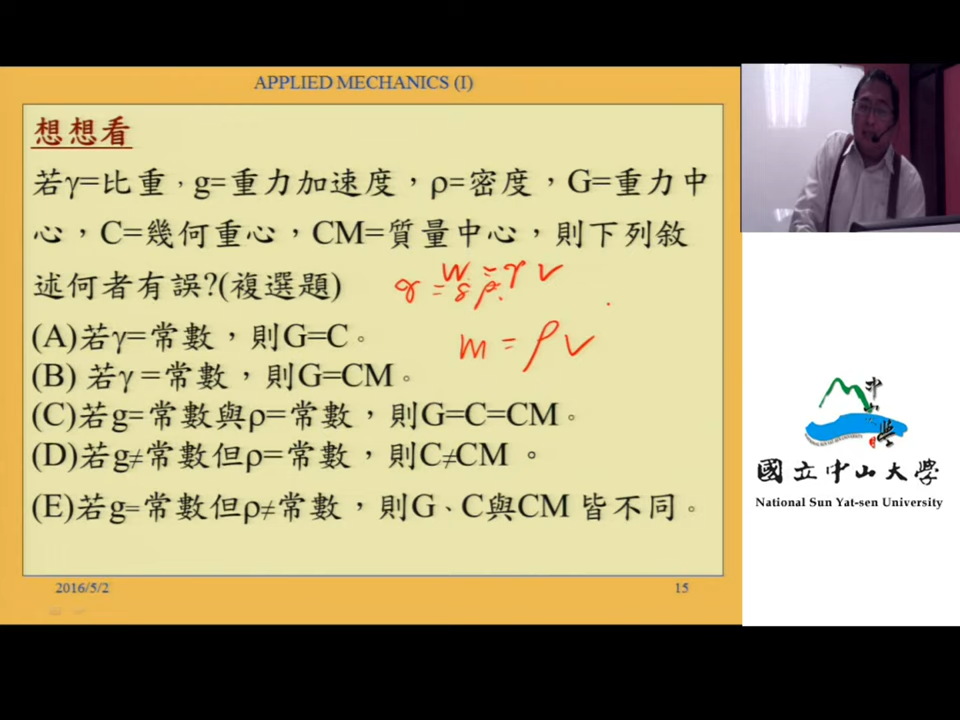 APPLIED MECHANICS (I)
想想看
若γ=比重，g=重力加速度，ρ=密度，G=重力中
心，C=幾何重心，CM=質量中心，則下列敘
述何者有誤?(複選題)
W = γ V
γ = g ρ
m = ρ V
(A)若γ=常數，則G=C。
(B) 若γ =常數，則G=CM。
(C)若g=常數與ρ=常數，則G=C=CM。
(D)若g≠常數但ρ=常數，則C≠CM。
(E)若g=常數但ρ≠常數，則G、C與CM 皆不同。
2016/5/2
15
中山大學
國立中山大學
National Sun Yat-sen University